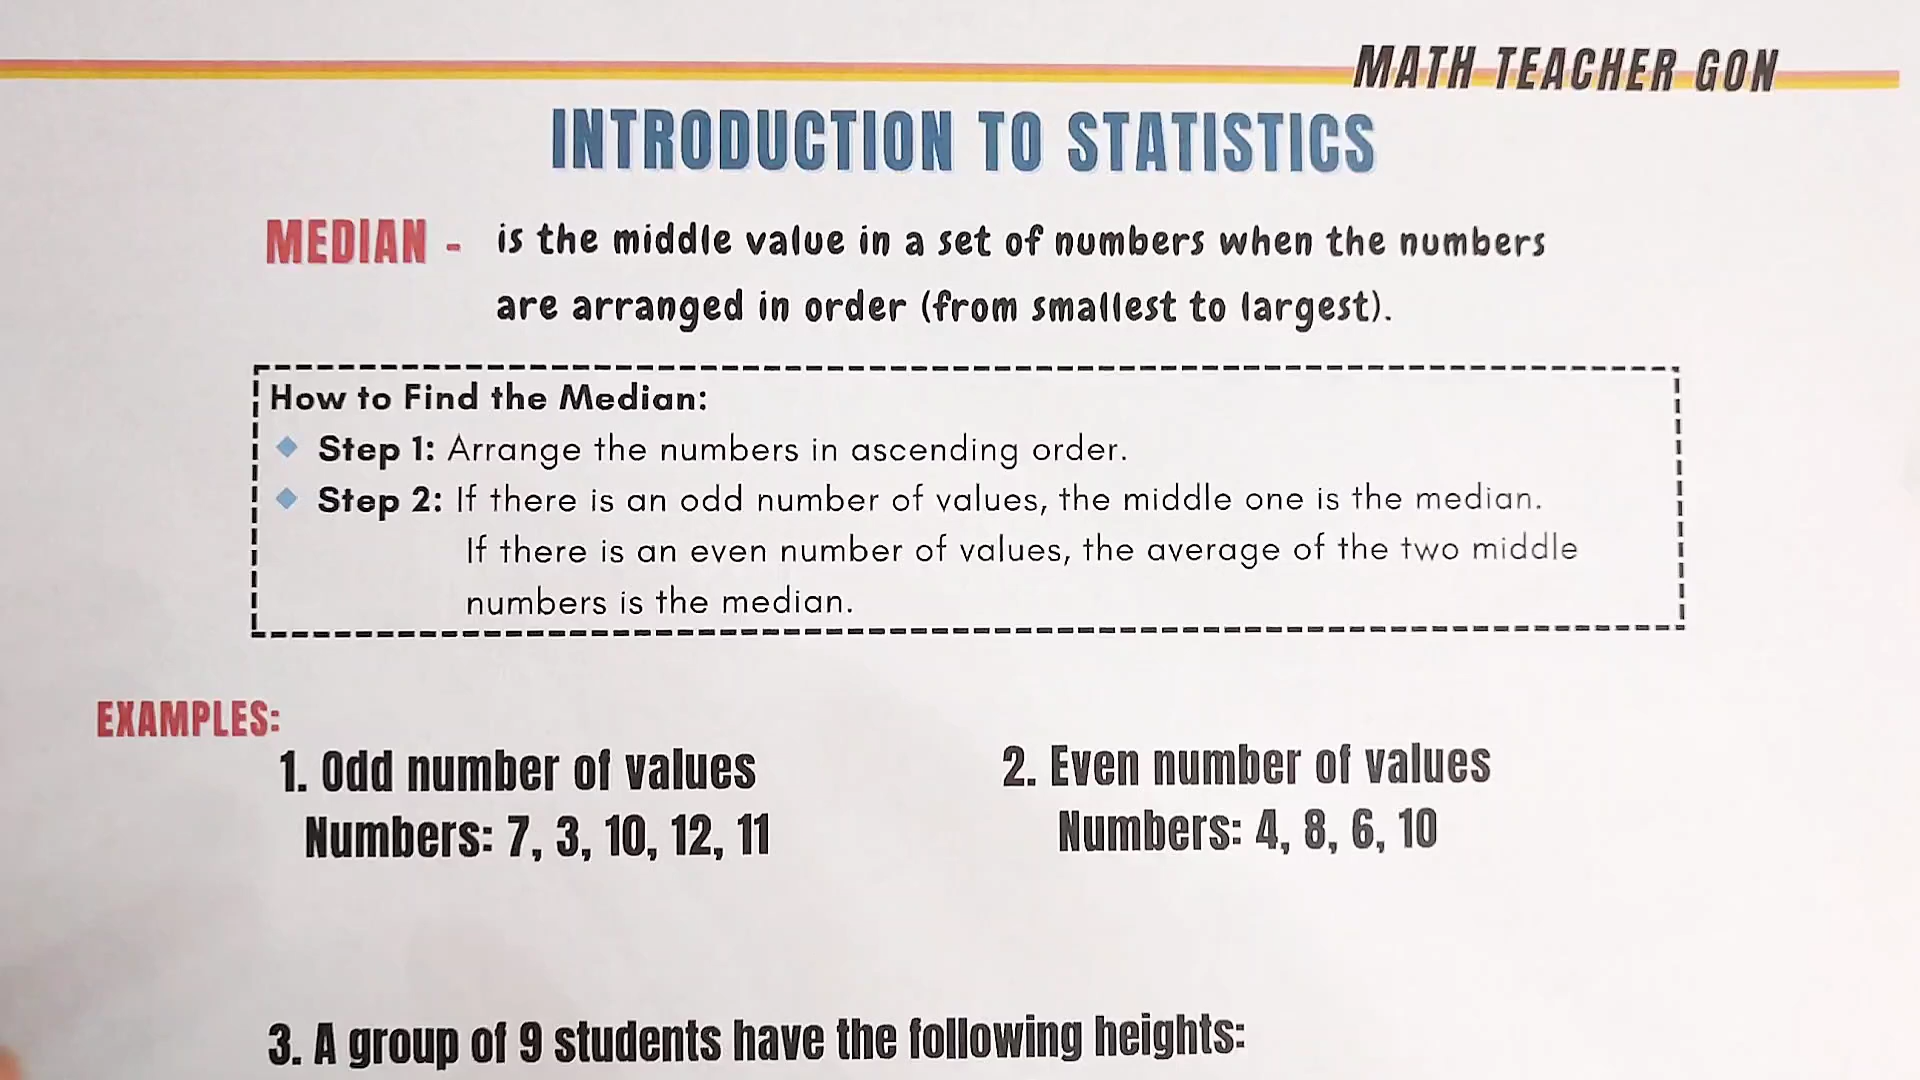 MATH TEACHER GON
INTRODUCTION TO STATISTICS
MEDIAN - is the middle value in a set of numbers when the numbers
are arranged in order (from smallest to largest).
How to Find the Median:
Step 1: Arrange the numbers in ascending order.
Step 2: If there is an odd number of values, the middle one is the median.
If there is an even number of values, the average of the two middle
numbers is the median.
EXAMPLES:
1. Odd number of values
Numbers: 7, 3, 10, 12, 11
2. Even number of values
Numbers: 4, 8, 6, 10
3. A group of 9 students have the following heights: